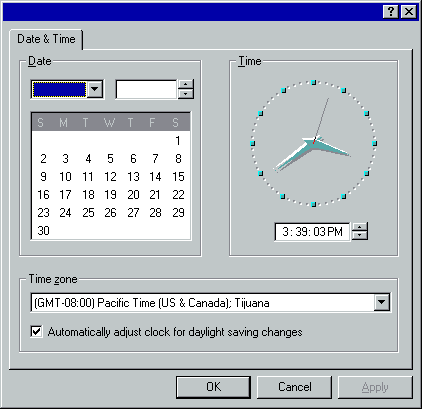 Date & Time
Date
Time
S M T W T F S
1
2 3 4 5 6 7 8
9 10 11 12 13 14 15
16 17 18 19 20 21 22
23 24 25 26 27 28 29
30
3:39:03 PM
Time zone
(GMT-08:00) Pacific Time (US & Canada); Tijuana
Automatically adjust clock for daylight saving changes
OK Cancel Apply